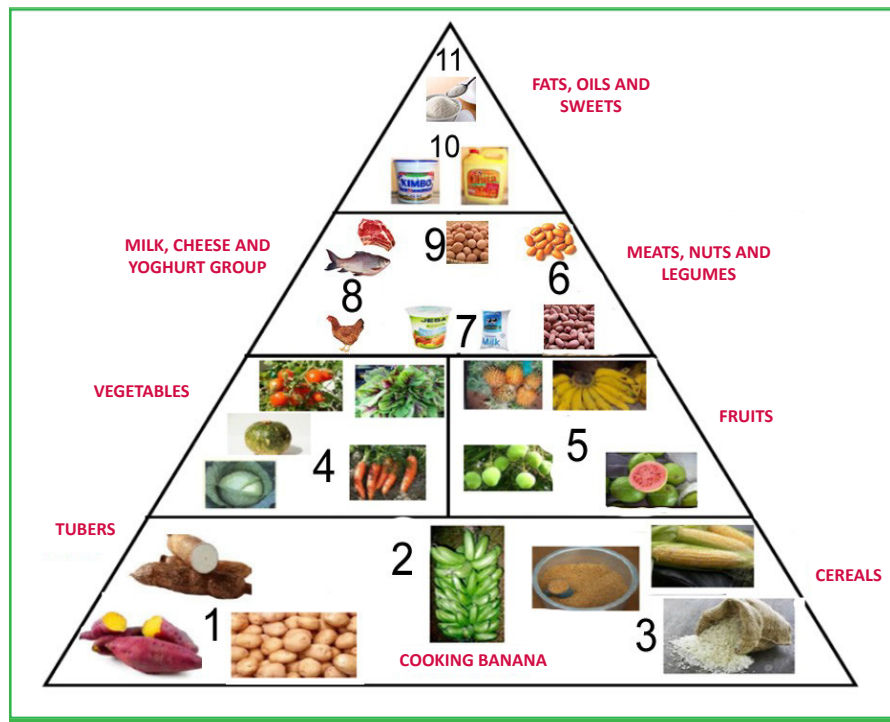 11
FATS, OILS AND
SWEETS
10
KIMBO
MILK, CHEESE AND
YOGHURT GROUP
9
MEATS, NUTS AND
LEGUMES
6
8
JESA
7
Milk
VEGETABLES
FRUITS
4
5
TUBERS
2
CEREALS
1
3
COOKING BANANA